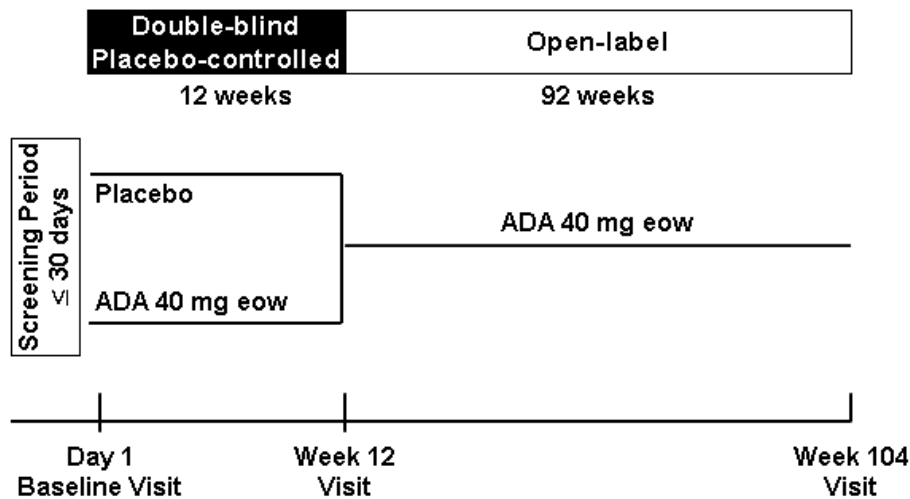 Double-blind
Placebo-controlled
Open-label
12 weeks
92 weeks
Screening Period
≤ 30 days
Placebo
ADA 40 mg eow
ADA 40 mg eow
Day 1
Baseline Visit
Week 12
Visit
Week 104
Visit